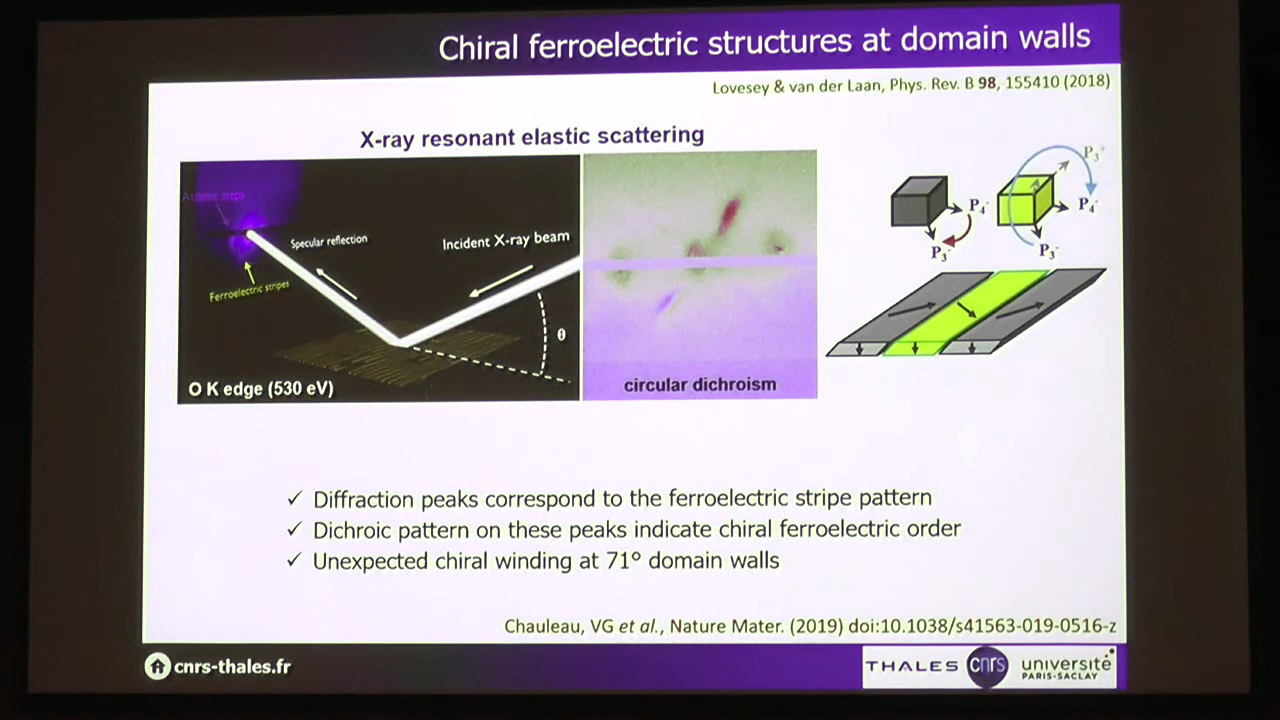 Chiral ferroelectric structures at domain walls
Lovesey & van der Laan, Phys. Rev. B 98, 155410 (2018)
X-ray resonant elastic scattering
Atomic steps
Specular reflection
Incident X-ray beam
Ferroelectric stripes
θ
O K edge (530 eV)
circular dichroism
P4-
P3-
P3+
P4-
P3-
✓ Diffraction peaks correspond to the ferroelectric stripe pattern
✓ Dichroic pattern on these peaks indicate chiral ferroelectric order
✓ Unexpected chiral winding at 71° domain walls
Chauleau, VG et al., Nature Mater. (2019) doi:10.1038/s41563-019-0516-z
cnrs-thales.fr
THALES
cnrs
université
PARIS-SACLAY